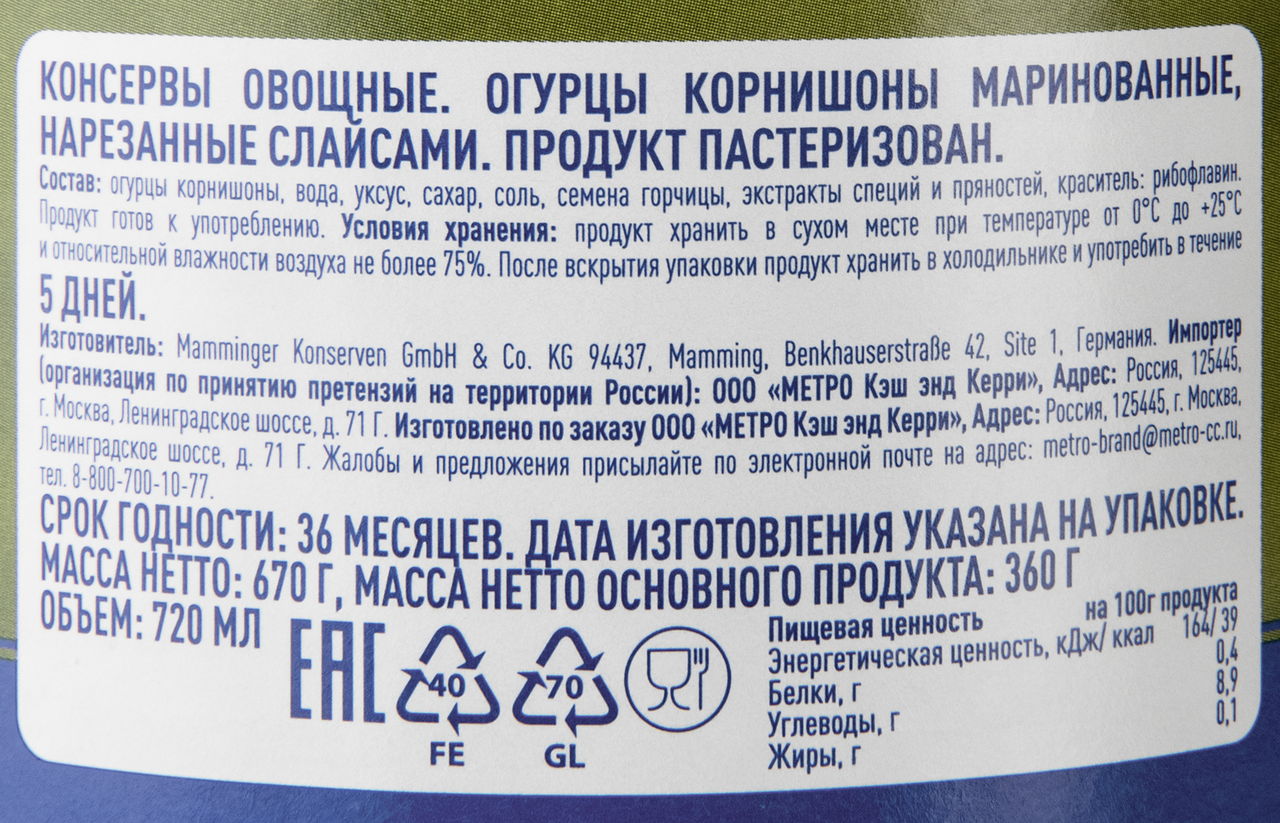 КОНСЕРВЫ ОВОЩНЫЕ. ОГУРЦЫ КОРНИШОНЫ МАРИНОВАННЫЕ,
НАРЕЗАННЫЕ СЛАЙСАМИ. ПРОДУКТ ПАСТЕРИЗОВАН.
Состав: огурцы корнишоны, вода, уксус, сахар, соль, семена горчицы, экстракты специй и пряностей, краситель: рибофлавин.
Продукт готов к употреблению. Условия хранения: продукт хранить в сухом месте при температуре от 0°С до +25°С
и относительной влажности воздуха не более 75%. После вскрытия упаковки продукт хранить в холодильнике и употребить в течение
5 ДНЕЙ.
Изготовитель: Mamminger Konserven GmbH & Co. KG 94437, Mamming, Benkhauserstraße 42, Site 1, Германия. Импортер
(организация по принятию претензий на территории России): ООО «МЕТРО Кэш энд Керри», Адрес: Россия, 125445,
г. Москва, Ленинградское шоссе, д. 71 Г. Изготовлено по заказу ООО «МЕТРО Кэш энд Керри», Адрес: Россия, 125445, г. Москва,
Ленинградское шоссе, д. 71 Г. Жалобы и предложения присылайте по электронной почте на адрес: metro-brand@metro-cc.ru,
тел. 8-800-700-10-77.
СРОК ГОДНОСТИ: 36 МЕСЯЦЕВ. ДАТА ИЗГОТОВЛЕНИЯ УКАЗАНА НА УПАКОВКЕ.
МАССА НЕТТО: 670 Г, МАССА НЕТТО ОСНОВНОГО ПРОДУКТА: 360 Г
ОБЪЕМ: 720 МЛ
EAC
40
FE
70
GL
Пищевая ценность на 100г продукта
Энергетическая ценность, кДж/ ккал 164/ 39
Белки, г 0,4
Углеводы, г 8,9
Жиры, г 0,1